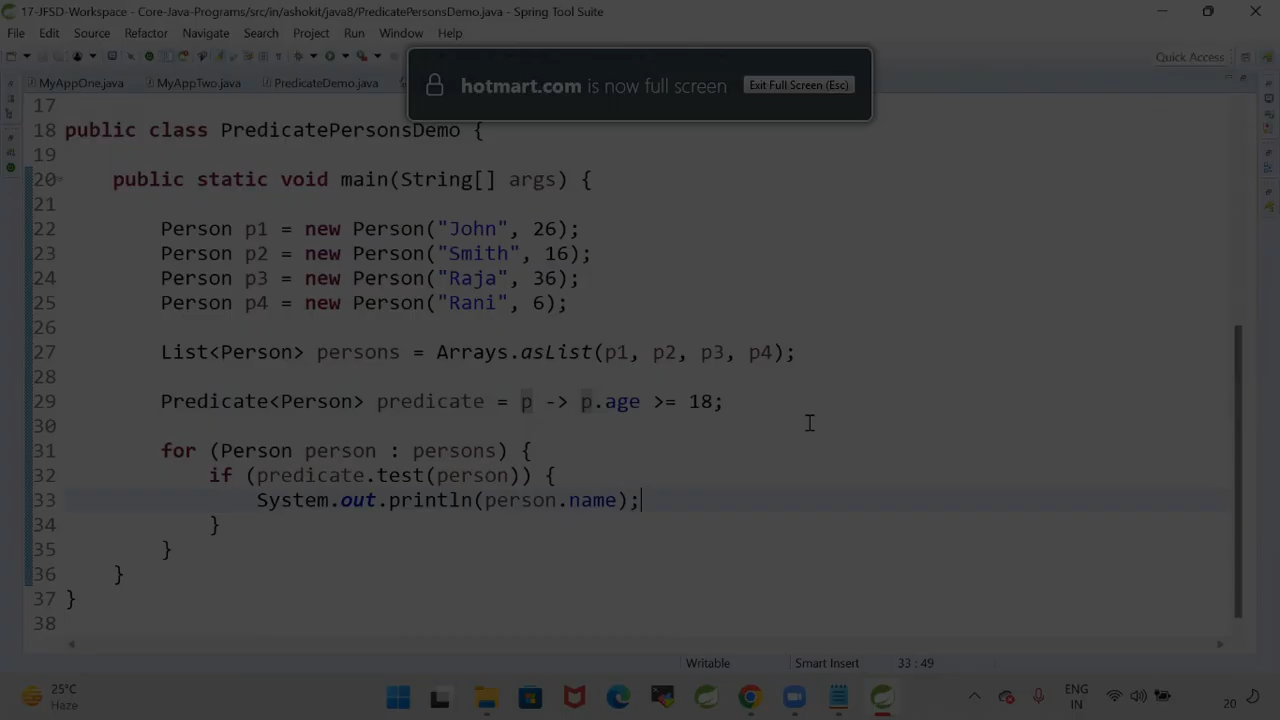 17-JFSD-Workspace - Core-Java-Programs/src/in/ashokit/java8/PredicatePersonsDemo.java - Spring Tool Suite
File Edit Source Refactor Navigate Search Project Run Window Help
Quick Access
MyAppOne.java MyAppTwo.java PredicateDemo.java
hotmart.com is now full screen Exit Full Screen (Esc)
17
18 public class PredicatePersonsDemo {
19
20 public static void main(String[] args) {
21
22 Person p1 = new Person("John", 26);
23 Person p2 = new Person("Smith", 16);
24 Person p3 = new Person("Raja", 36);
25 Person p4 = new Person("Rani", 6);
26
27 List<Person> persons = Arrays.asList(p1, p2, p3, p4);
28
29 Predicate<Person> predicate = p -> p.age >= 18;
30
31 for (Person person : persons) {
32 if (predicate.test(person)) {
33 System.out.println(person.name);
34 }
35 }
36 }
37 }
38
Writable Smart Insert 33 : 49
25°C
Haze
ENG
IN
20